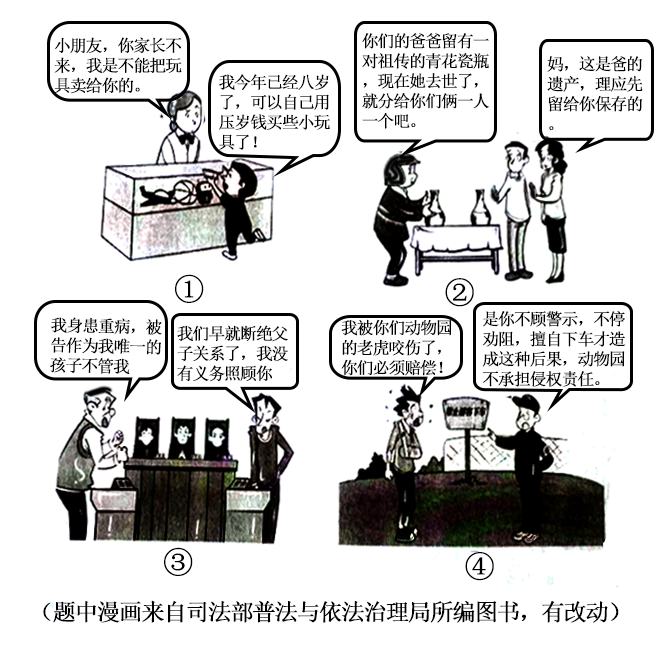 小朋友，你家长不
来，我是不能把玩
具卖给你的。
我今年已经八岁
了，可以自己用
压岁钱买些小玩
具了！
①
你们的爸爸留有一
对祖传的青花瓷瓶
，现在她去世了，
就分给你们俩一人
一个吧。
妈，这是爸的
遗产，理应先
留给你保存的
。
②
我身患重病，被
告作为我唯一的
孩子不管我
我们早就断绝父
子关系了，我没
有义务照顾你
③
我被你们动物园
的老虎咬伤了，
你们必须赔偿！
是你不顾警示，不停
劝阻，擅自下车才造
成这种后果，动物园
不承担侵权责任。
④
（题中漫画来自司法部普法与依法治理局所编图书，有改动）